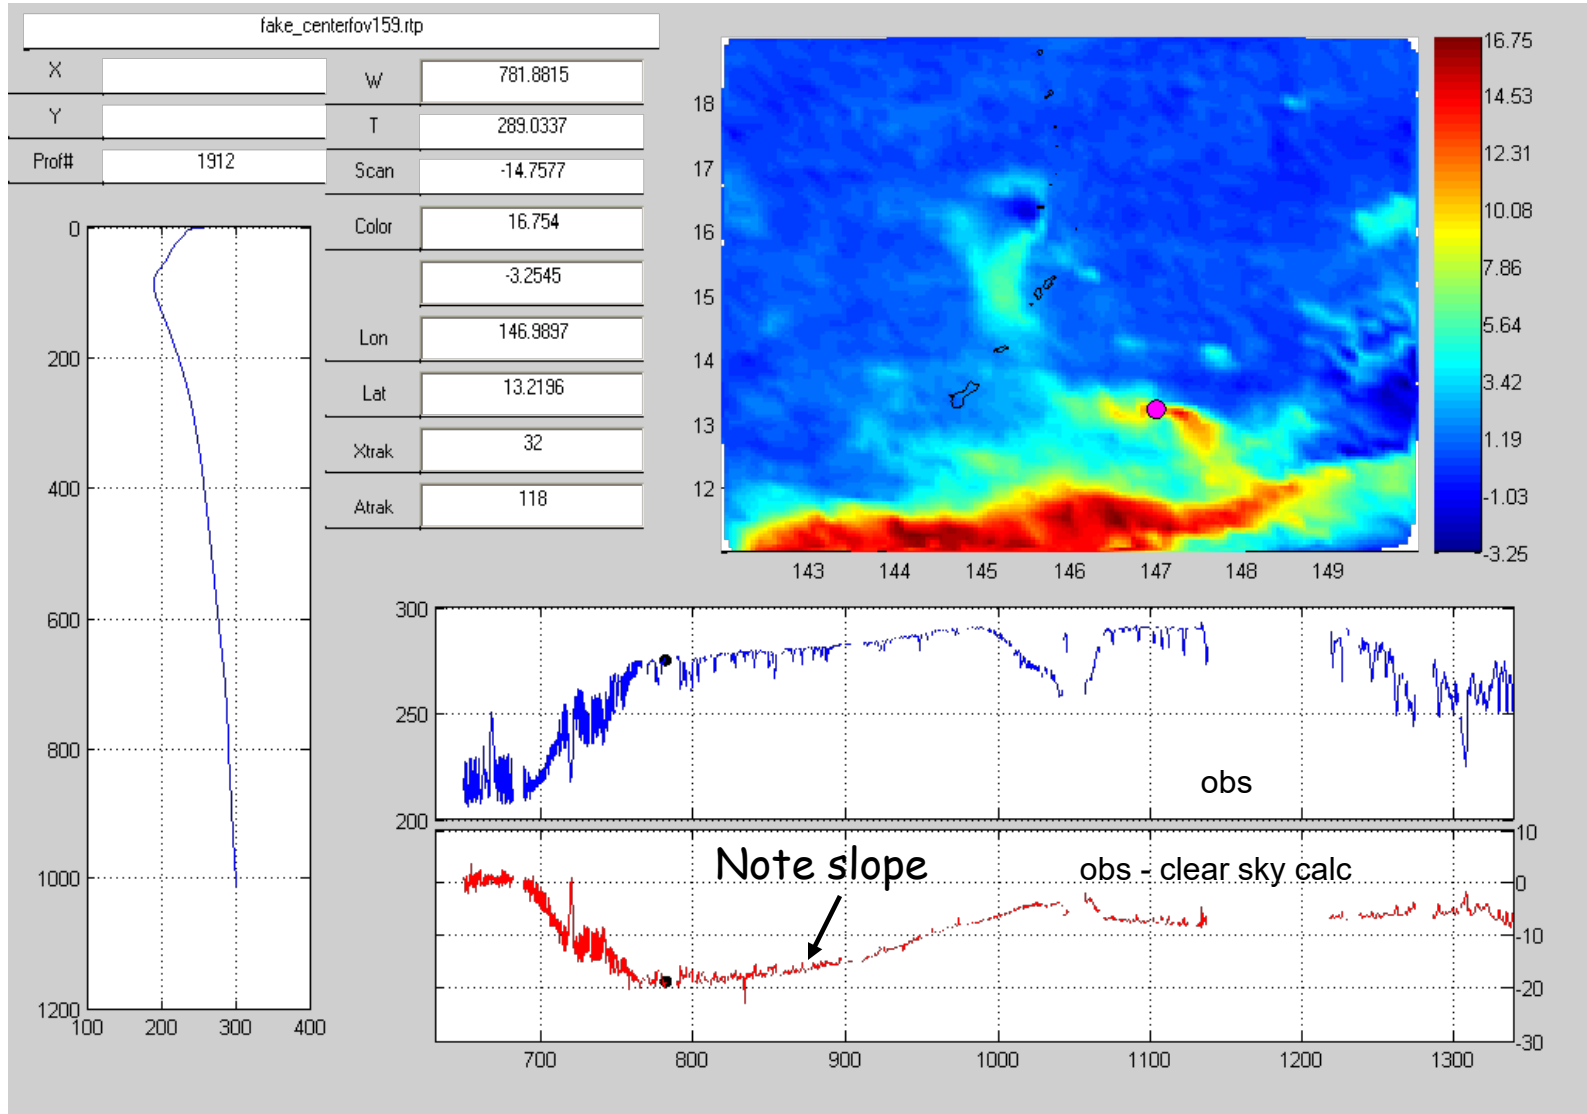 fake_centerfov159.rtp
X
Y
Prof# 1912
W 781.8815
T 289.0337
Scan -14.7577
Color 16.754
-3.2545
Lon 146.9897
Lat 13.2196
Xtrak 32
Atrak 118
0
200
400
600
800
1000
1200
100 200 300 400
18
17
16
15
14
13
12
143 144 145 146 147 148 149
16.75
14.53
12.31
10.08
7.86
5.64
3.42
1.19
-1.03
-3.25
300
250
200
obs
Note slope
obs - clear sky calc
10
0
-10
-20
-30
700 800 900 1000 1100 1200 1300